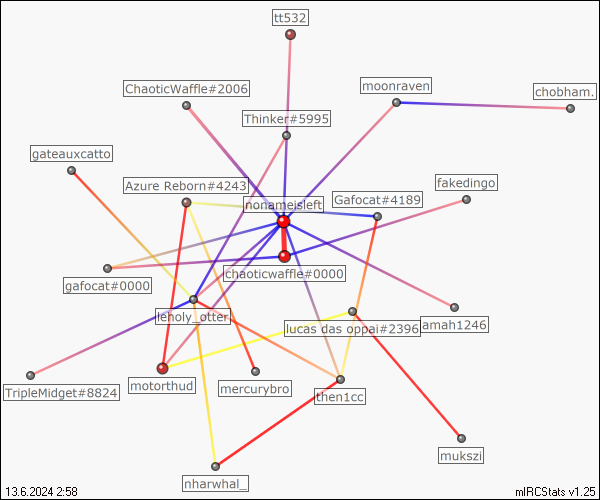 tt532
moonraven
ChaoticWaffle#2006
chobham.
Thinker#5995
gateauxcatto
Azure Reborn#4243
fakedingo
Gafocat#4189
nonameisleft
chaoticwaffle#0000
gafocat#0000
leholy_otter
lucas das oppai#2396
amah1246
motorthud
mercurybro
TripleMidget#8824
then1cc
mukszi
nharwhal_
13.6.2024 2:58
mIRCStats v1.25